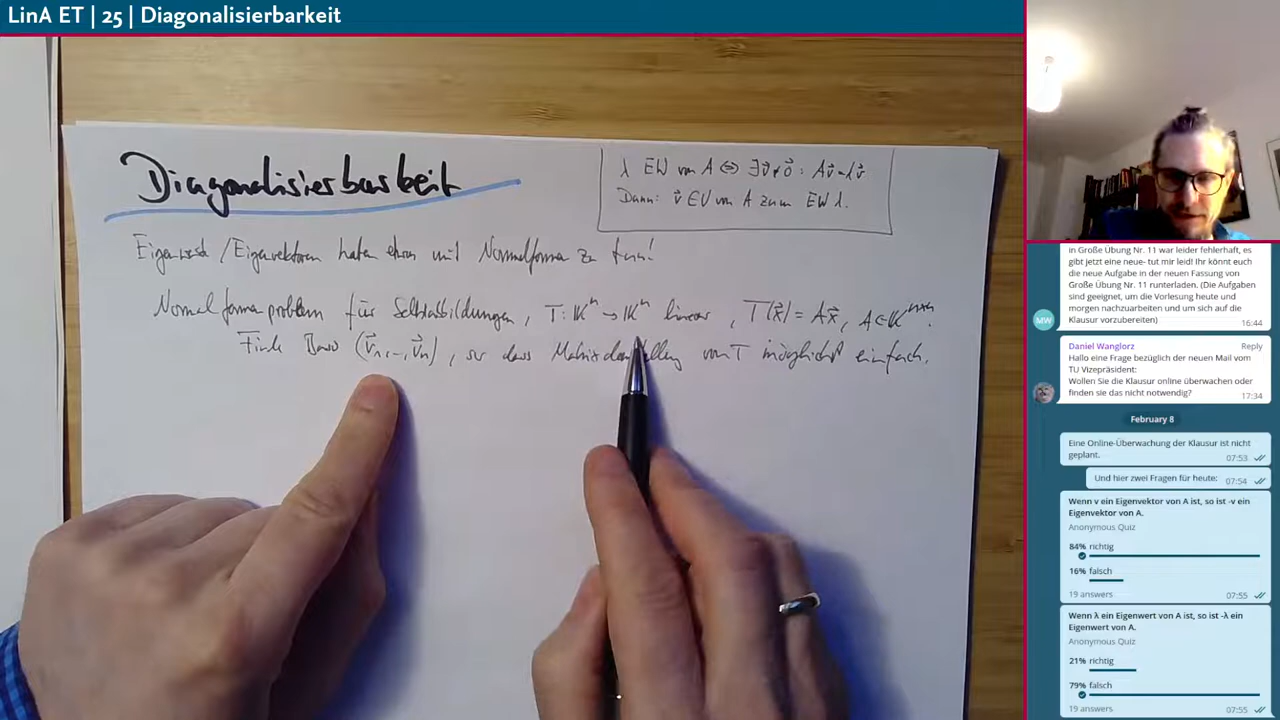 LinA ET | 25 | Diagonalisierbarkeit
Diagonalisierbarkeit
λ EW von A ⇔ ∃v⃗≠0⃗: Av⃗=λv⃗
Dann: v⃗ EV von A zum EW λ.
Eigenwerte/Eigenvektoren haben etwas mit Normalformen zu tun!
Normalformenproblem für Selbstabbildungen, T: 𝕂ⁿ → 𝕂ⁿ linear, T(x⃗) = Ax⃗, A∈𝕂ⁿˣⁿ.
Finde Basis (v⃗₁,…,v⃗ₙ), so dass Matrixdarstellung von T möglichst einfach.
in Große Übung Nr. 11 war leider fehlerhaft, es
gibt jetzt eine neue- tut mir leid! Ihr könnt euch
die neue Aufgabe in der neuen Fassung von
Große Übung Nr. 11 runterladen. (Die Aufgaben
sind geeignet, um die Vorlesung heute und
morgen nachzuarbeiten und um sich auf die
Klausur vorzubereiten)
16:44
MW
Daniel Wanglorz Reply
Hallo eine Frage bezüglich der neuen Mail vom
TU Vizepräsident:
Wollen Sie die Klausur online überwachen oder
finden sie das nicht notwendig?
17:34
February 8
Eine Online-Überwachung der Klausur ist nicht
geplant.
07:53
Und hier zwei Fragen für heute:
07:54
Wenn v ein Eigenvektor von A ist, so ist -v ein
Eigenvektor von A.
Anonymous Quiz
84% richtig
16% falsch
19 answers
07:55
Wenn λ ein Eigenwert von A ist, so ist -λ ein
Eigenwert von A.
Anonymous Quiz
21% richtig
79% falsch
19 answers
07:55